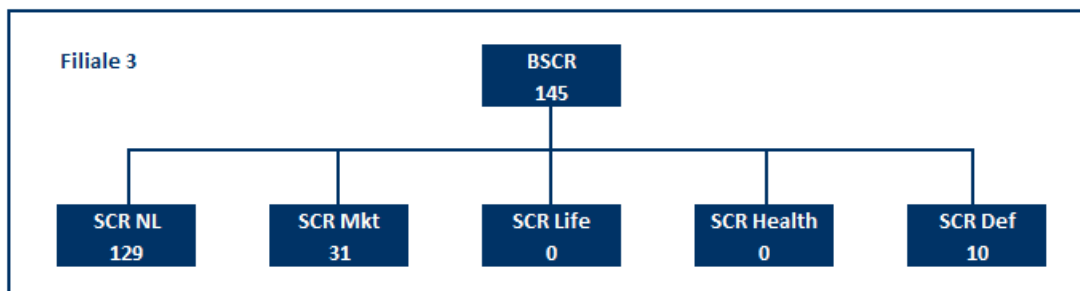 Filiale 3
BSCR
145
SCR NL
129
SCR Mkt
31
SCR Life
0
SCR Health
0
SCR Def
10